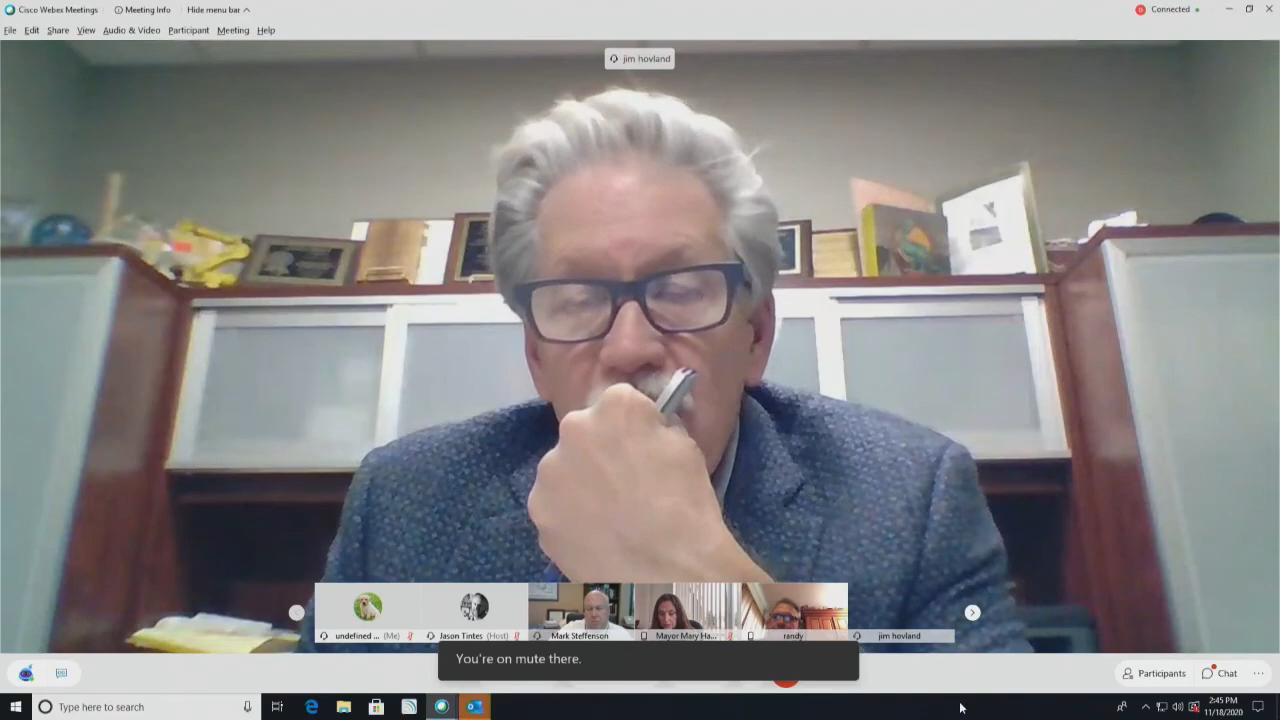 Cisco Webex Meetings
Meeting Info
Hide menu bar
Connected
File Edit Share View Audio & Video Participant Meeting Help
jim hovland
undefined ... (Me)
Jason Tintes (Host)
Mark Steffenson
Mayor Mary Ha...
randy
jim hovland
You're on mute there.
Participants
Chat
Type here to search
2:45 PM
11/18/2020